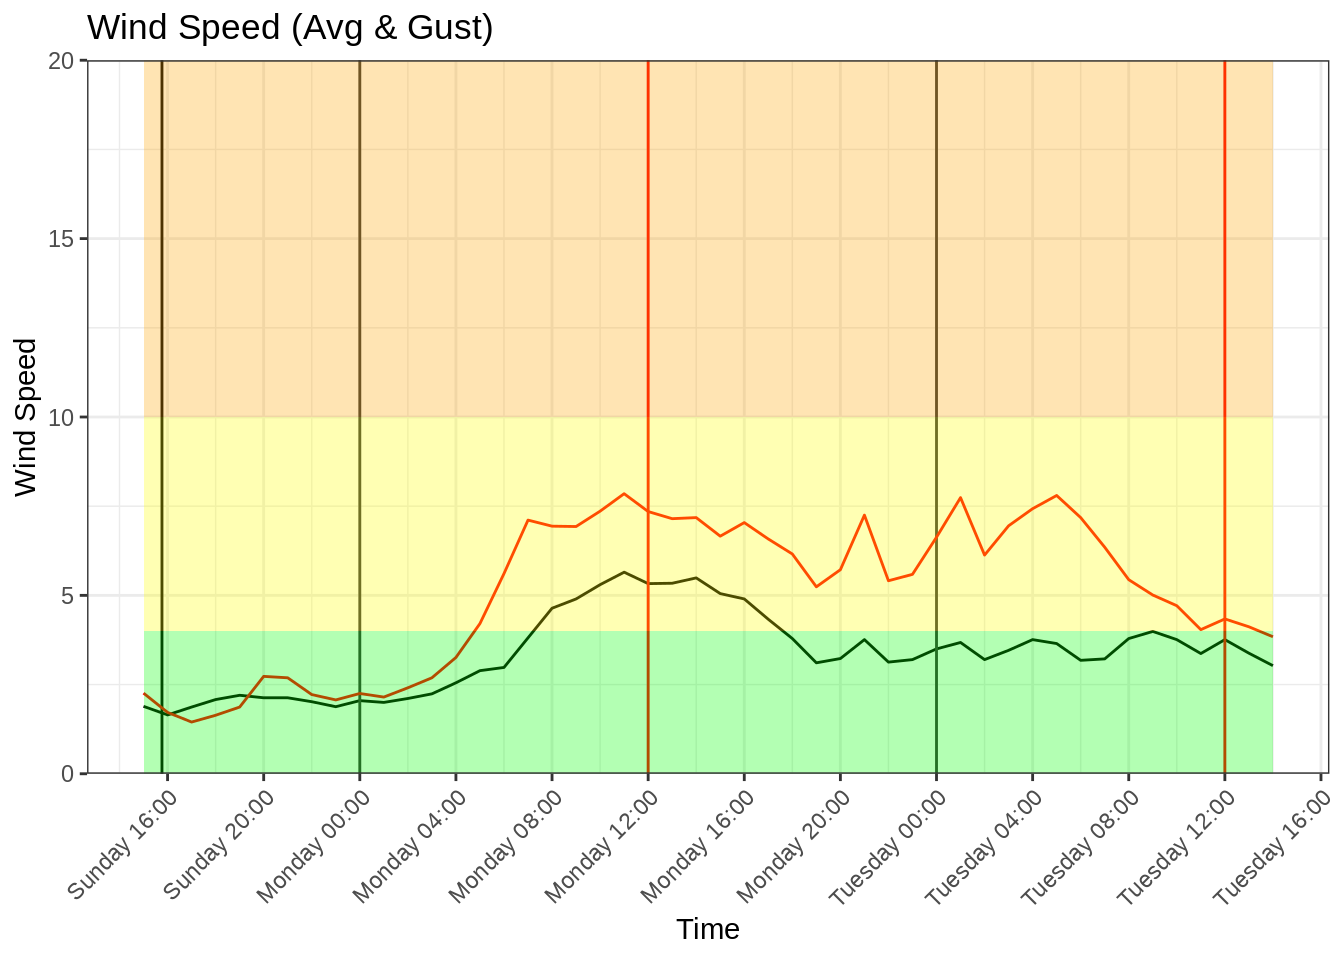 Wind Speed (Avg & Gust)
20
15
10
5
0
Wind Speed
Sunday 16:00
Sunday 20:00
Monday 00:00
Monday 04:00
Monday 08:00
Monday 12:00
Monday 16:00
Monday 20:00
Tuesday 00:00
Tuesday 04:00
Tuesday 08:00
Tuesday 12:00
Tuesday 16:00
Time